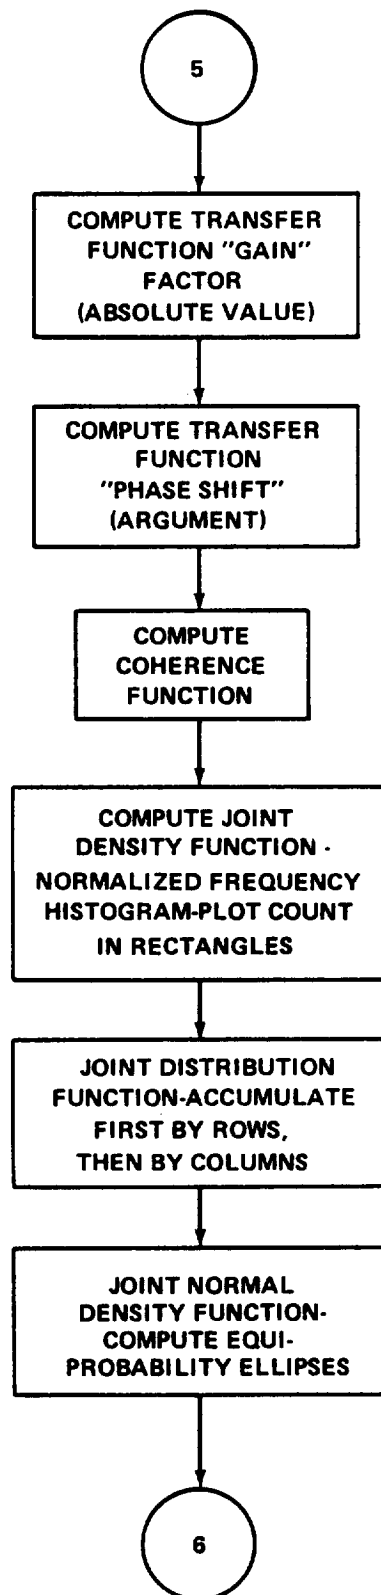 5
COMPUTE TRANSFER
FUNCTION "GAIN"
FACTOR
(ABSOLUTE VALUE)
COMPUTE TRANSFER
FUNCTION
"PHASE SHIFT"
(ARGUMENT)
COMPUTE
COHERENCE
FUNCTION
COMPUTE JOINT
DENSITY FUNCTION -
NORMALIZED FREQUENCY
HISTOGRAM-PLOT COUNT
IN RECTANGLES
JOINT DISTRIBUTION
FUNCTION-ACCUMULATE
FIRST BY ROWS,
THEN BY COLUMNS
JOINT NORMAL
DENSITY FUNCTION-
COMPUTE EQUI-
PROBABILITY ELLIPSES
6